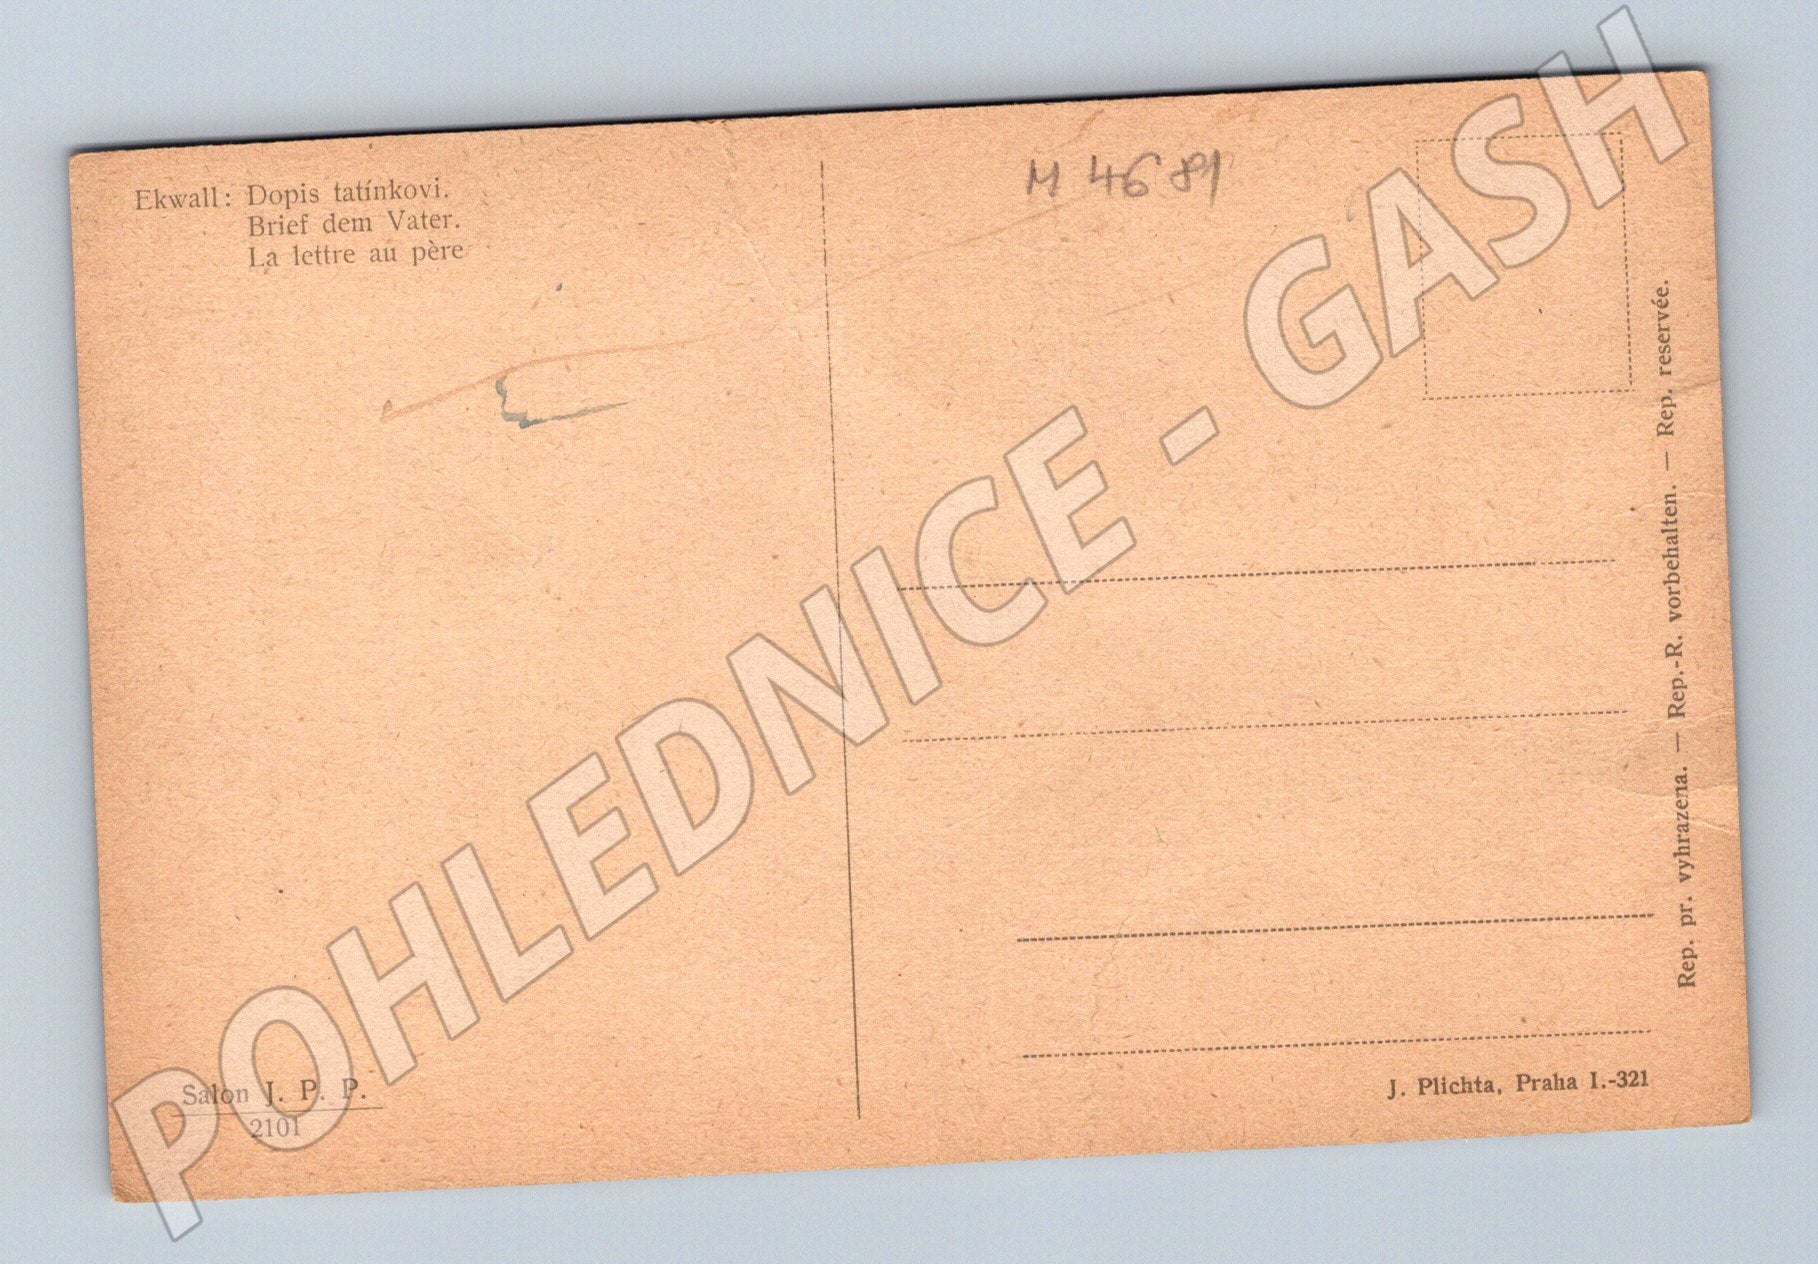 Ekwall: Dopis tatínkovi.
Brief dem Vater.
La lettre au père
M 4681
Rep. pr. vyhrazena. — Rep.-R. vorbehalten. — Rep. reservée.
Salon J. P. P.
2101
J. Plichta, Praha I.-321
POHLEDNICE - GASH